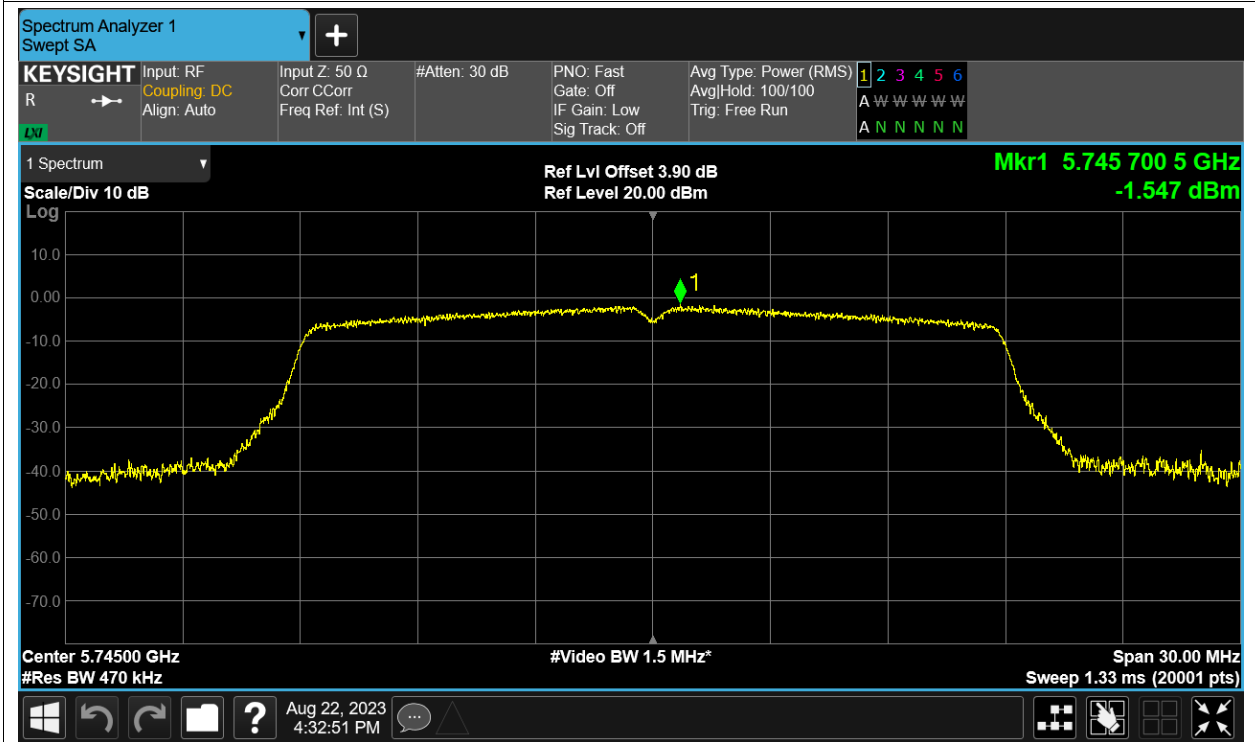 Spectrum Analyzer 1
Swept SA
KEYSIGHT
R
LXI
Input: RF
Coupling: DC
Align: Auto
Input Z: 50 Ω
Corr CCorr
Freq Ref: Int (S)
#Atten: 30 dB
PNO: Fast
Gate: Off
IF Gain: Low
Sig Track: Off
Avg Type: Power (RMS)
Avg|Hold: 100/100
Trig: Free Run
1 2 3 4 5 6
A W W W W W
A N N N N N
1 Spectrum
Scale/Div 10 dB
Log
Ref Lvl Offset 3.90 dB
Ref Level 20.00 dBm
Mkr1 5.745 700 5 GHz
-1.547 dBm
1
10.0
0.00
-10.0
-20.0
-30.0
-40.0
-50.0
-60.0
-70.0
Center 5.74500 GHz
#Res BW 470 kHz
#Video BW 1.5 MHz*
Span 30.00 MHz
Sweep 1.33 ms (20001 pts)
?
Aug 22, 2023
4:32:51 PM